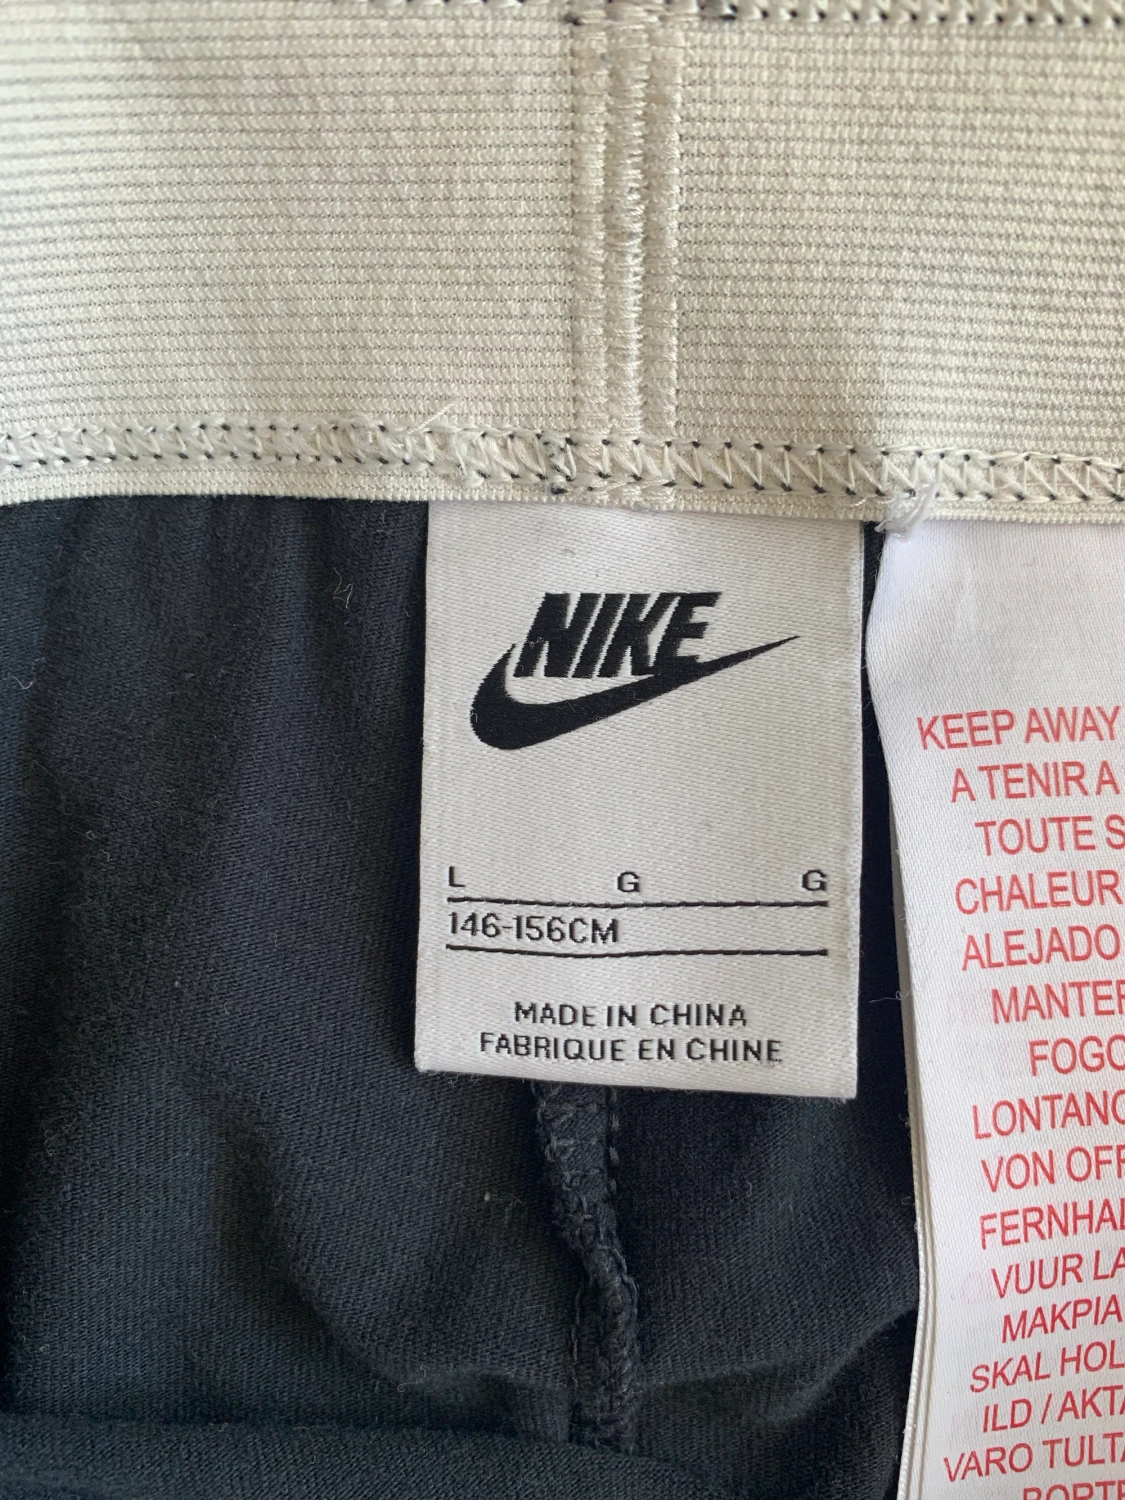 NIKE
L G G
146-156CM
MADE IN CHINA
FABRIQUE EN CHINE
KEEP AWAY
A TENIR A
TOUTE S
CHALEUR
ALEJADO
MANTER
FOGO
LONTANO
VON OFF
FERNHAL
VUUR LA
MAKPIA
SKAL HOL
ILD / AKTA
VARO TULTA